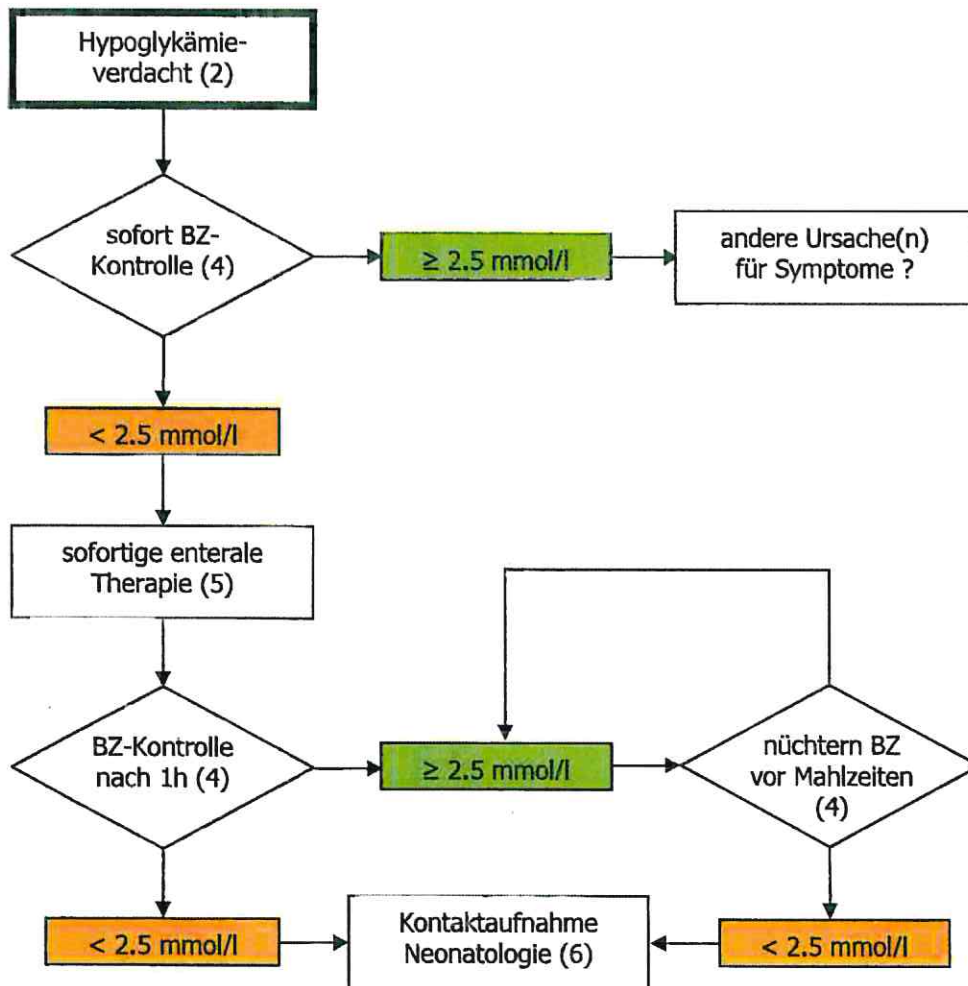 Hypoglykämie-
verdacht (2)
sofort BZ-
Kontrolle (4)
≥ 2.5 mmol/l
andere Ursache(n)
für Symptome ?
< 2.5 mmol/l
sofortige enterale
Therapie (5)
BZ-Kontrolle
nach 1h (4)
≥ 2.5 mmol/l
nüchtern BZ
vor Mahlzeiten
(4)
< 2.5 mmol/l
Kontaktaufnahme
Neonatologie (6)
< 2.5 mmol/l